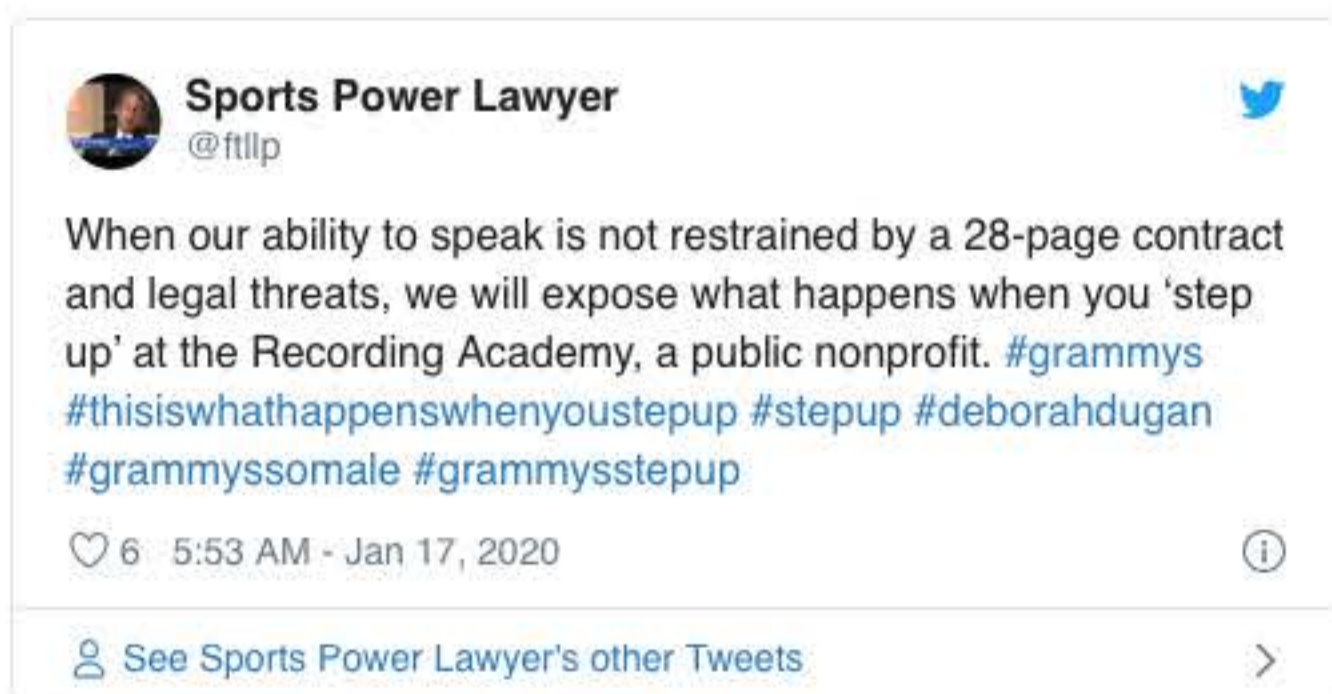 Sports Power Lawyer
@ftllp
When our ability to speak is not restrained by a 28-page contract
and legal threats, we will expose what happens when you ‘step
up’ at the Recording Academy, a public nonprofit. #grammys
#thisiswhathappenswhenyoustepup #stepup #deborahdugan
#grammyssomale #grammysstepup
6 5:53 AM - Jan 17, 2020
See Sports Power Lawyer's other Tweets